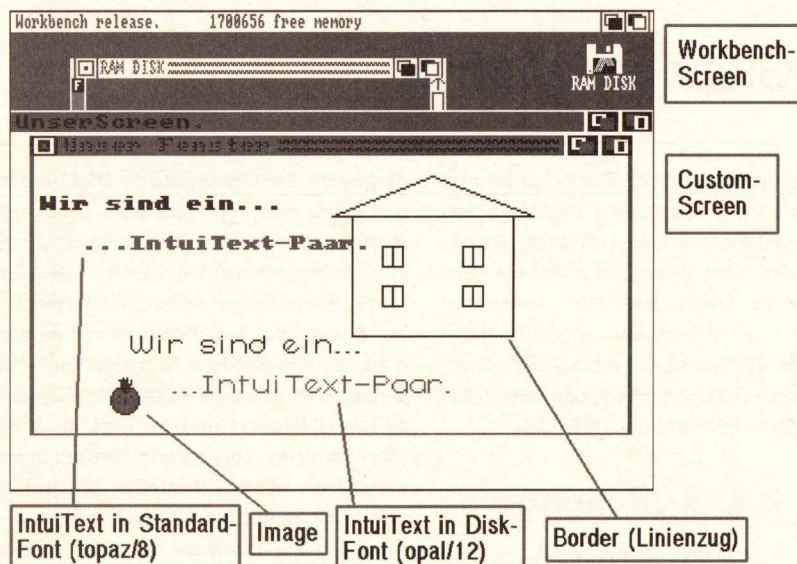 Workbench release. 1700656 free memory
Workbench-
Screen
RAM DISK
RAM DISK
F
UnserScreen.
Unser Fenster
Custom-
Screen
Wir sind ein...
...IntuiText-Paar
Wir sind ein...
...IntuiText-Paar.
IntuiText in Standard-
Font (topaz/8)
Image
IntuiText in Disk-
Font (opal/12)
Border (Linienzug)